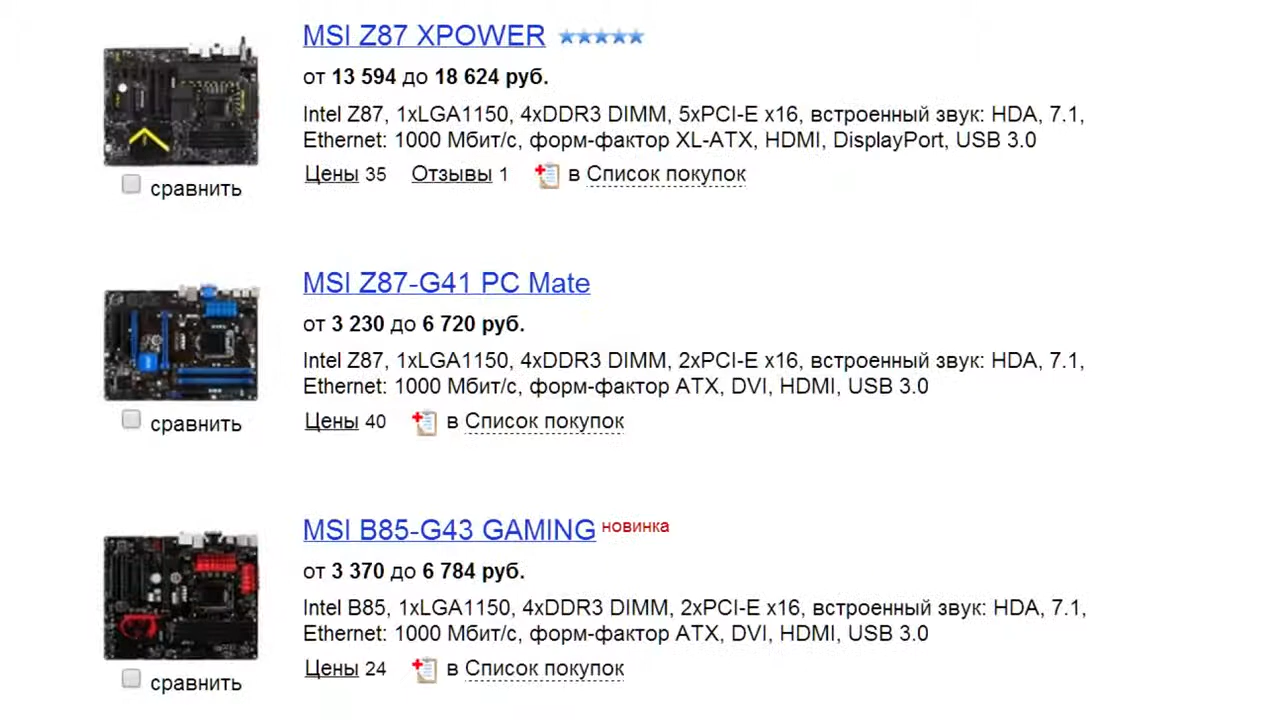 MSI Z87 XPOWER
от 13 594 до 18 624 руб.
Intel Z87, 1xLGA1150, 4xDDR3 DIMM, 5xPCI-E x16, встроенный звук: HDA, 7.1,
Ethernet: 1000 Мбит/с, форм-фактор XL-ATX, HDMI, DisplayPort, USB 3.0
Цены 35 Отзывы 1 в Список покупок
сравнить
MSI Z87-G41 PC Mate
от 3 230 до 6 720 руб.
Intel Z87, 1xLGA1150, 4xDDR3 DIMM, 2xPCI-E x16, встроенный звук: HDA, 7.1,
Ethernet: 1000 Мбит/с, форм-фактор ATX, DVI, HDMI, USB 3.0
Цены 40 в Список покупок
сравнить
MSI B85-G43 GAMING новинка
от 3 370 до 6 784 руб.
Intel B85, 1xLGA1150, 4xDDR3 DIMM, 2xPCI-E x16, встроенный звук: HDA, 7.1,
Ethernet: 1000 Мбит/с, форм-фактор ATX, DVI, HDMI, USB 3.0
Цены 24 в Список покупок
сравнить